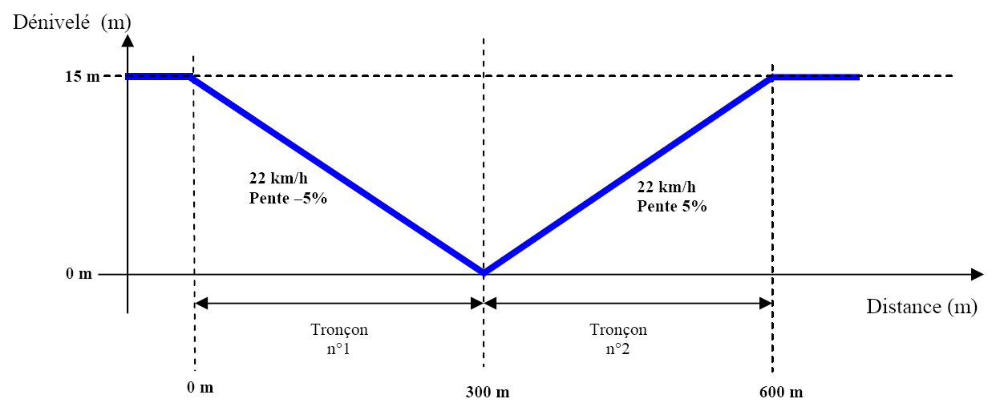 Dénivelé (m)
15 m
22 km/h
Pente –5%
22 km/h
Pente 5%
0 m
Distance (m)
Tronçon
n°1
Tronçon
n°2
0 m
300 m
600 m